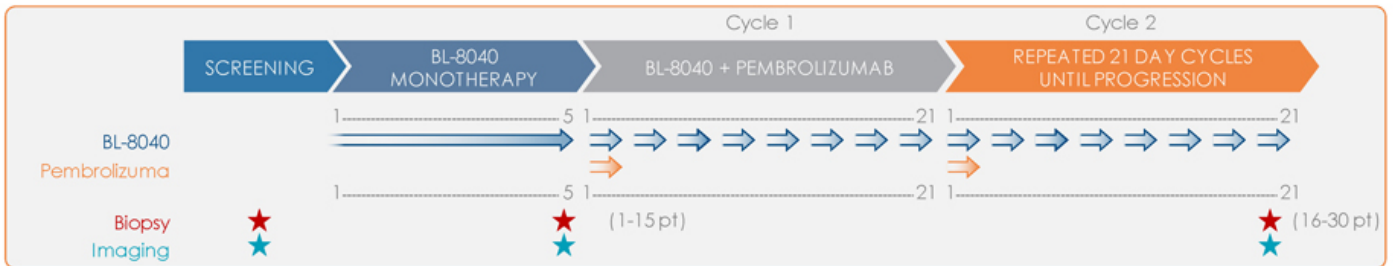 Cycle 1 Cycle 2
SCREENING BL-8040 MONOTHERAPY BL-8040 + PEMBROLIZUMAB REPEATED 21 DAY CYCLES UNTIL PROGRESSION
1 5 1 21 1 21
BL-8040
Pembrolizuma
1 5 1 21 1 21
Biopsy (1-15 pt) (16-30 pt)
Imaging